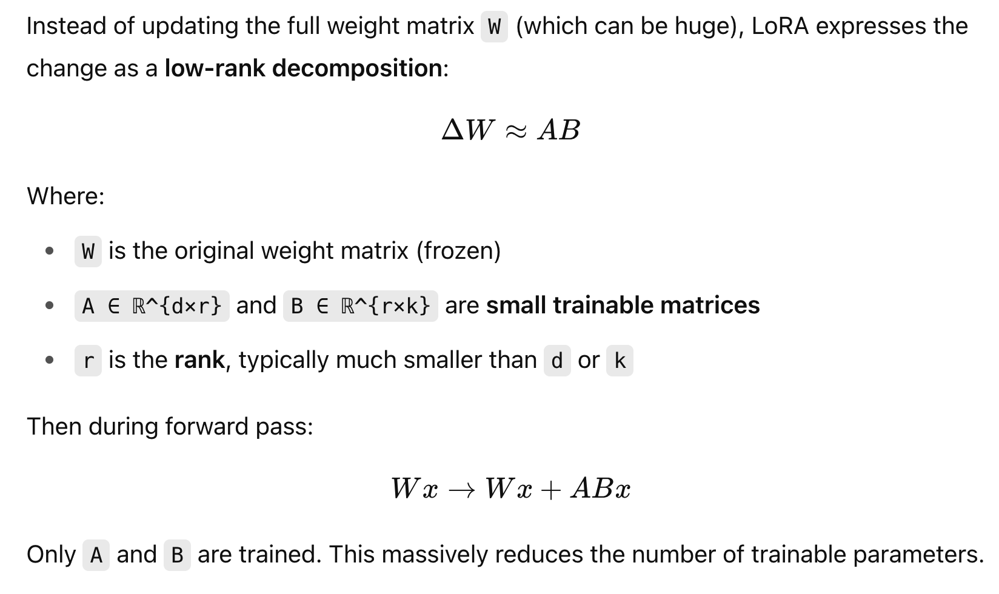 Instead of updating the full weight matrix W (which can be huge), LoRA expresses the
change as a low-rank decomposition:
ΔW ≈ AB
Where:
• W is the original weight matrix (frozen)
• A ∈ ℝ^{d×r} and B ∈ ℝ^{r×k} are small trainable matrices
• r is the rank, typically much smaller than d or k
Then during forward pass:
Wx → Wx + ABx
Only A and B are trained. This massively reduces the number of trainable parameters.